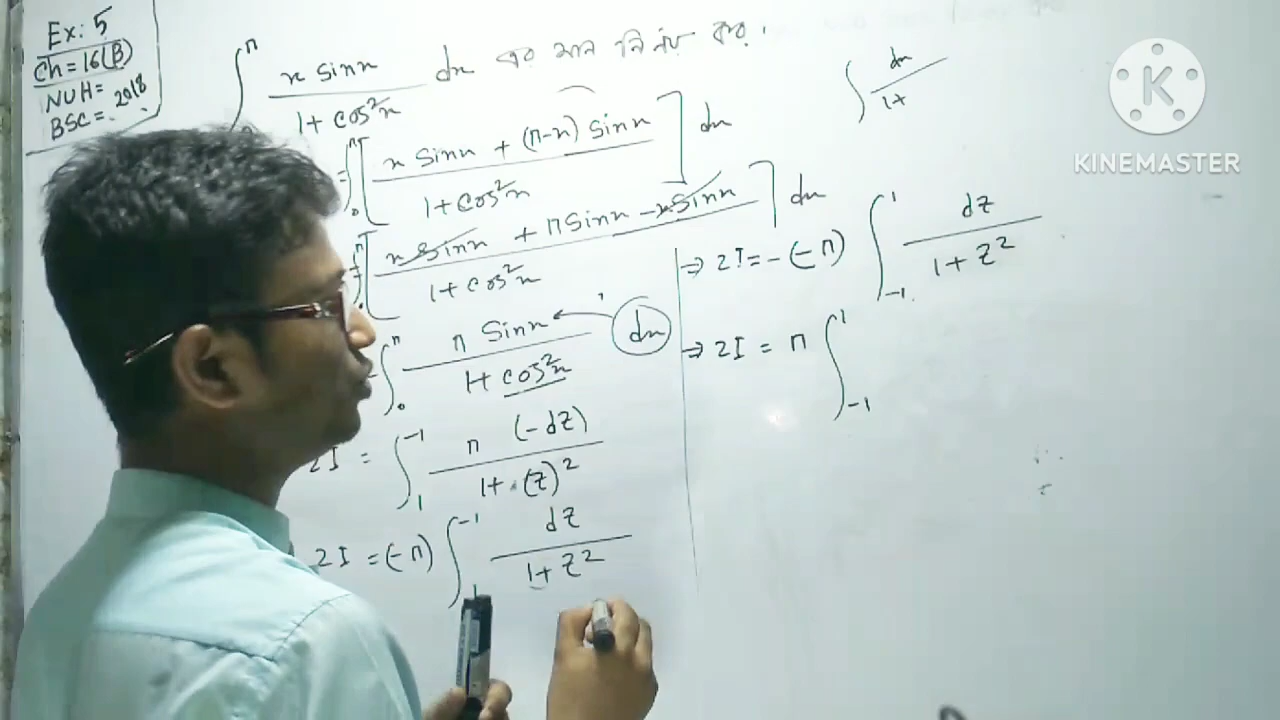 Ex: 5
Ch = 16(B)
NUH =
BSC = 2018
∫ π x sinx / 1 + cos²x dx এর মান নির্ণয় কর।
= ∫₀^π [ x sinx + (π-x) sinx / 1 + cos²x ] dx
= ∫₀^π [ x sinx + π sinx - x sinx / 1 + cos²x ] dx
∫₀^π π sinx / 1 + cos²x dx
2I = ∫₁^-1 π (-dz) / 1 + (z)²
2I = (-π) ∫₁^-1 dz / 1 + z²
∫ dx / 1+
⇒ 2I = - (-π) ∫₋₁^1 dz / 1 + z²
⇒ 2I = π ∫₋₁^1
K
KINEMASTER